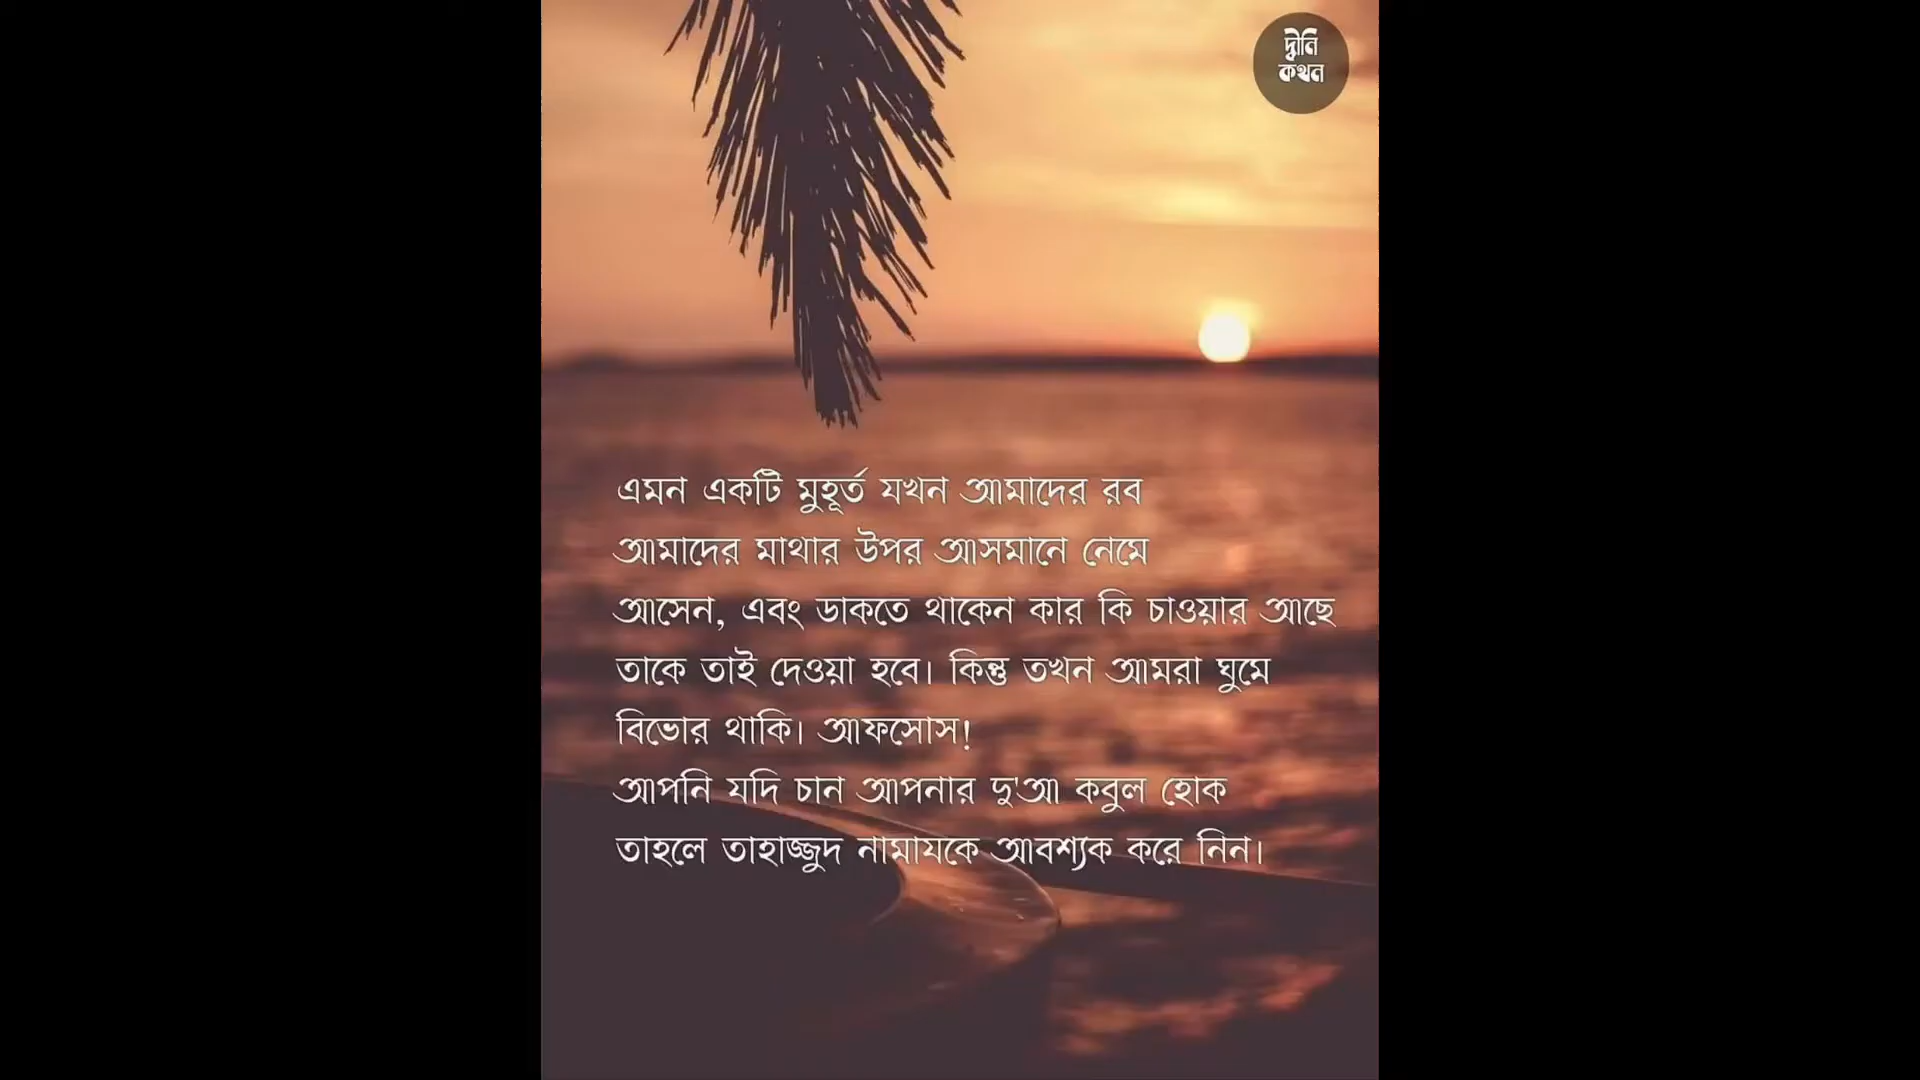 দ্বীনি
কথন
এমন একটি মুহূর্ত যখন আমাদের রব
আমাদের মাথার উপর আসমানে নেমে
আসেন, এবং ডাকতে থাকেন কার কি চাওয়ার আছে
তাকে তাই দেওয়া হবে। কিন্তু তখন আমরা ঘুমে
বিভোর থাকি। আফসোস!
আপনি যদি চান আপনার দু'আ কবুল হোক
তাহলে তাহাজ্জুদ নামাযকে আবশ্যক করে নিন।